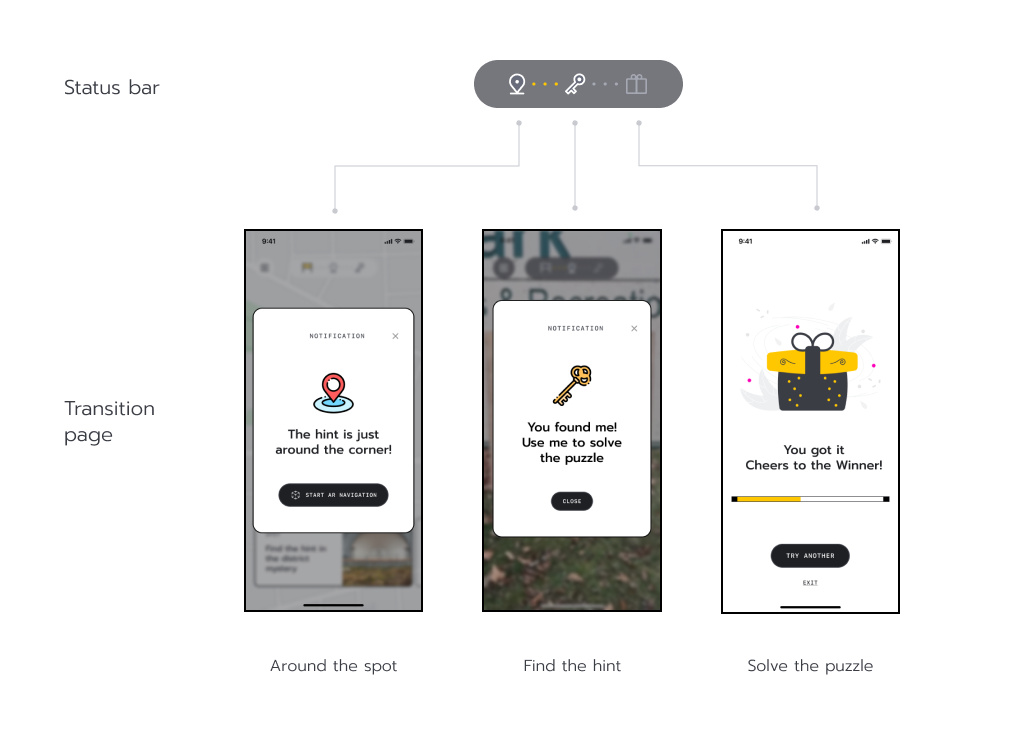 Status bar
9:41
NOTIFICATION
The hint is just
around the corner!
START AR NAVIGATION
Find the hint in
the district
mystery
ark
& Recreatio
NOTIFICATION
You found me!
Use me to solve
the puzzle
CLOSE
9:41
You got it
Cheers to the Winner!
TRY ANOTHER
EXIT
Transition
page
Around the spot
Find the hint
Solve the puzzle